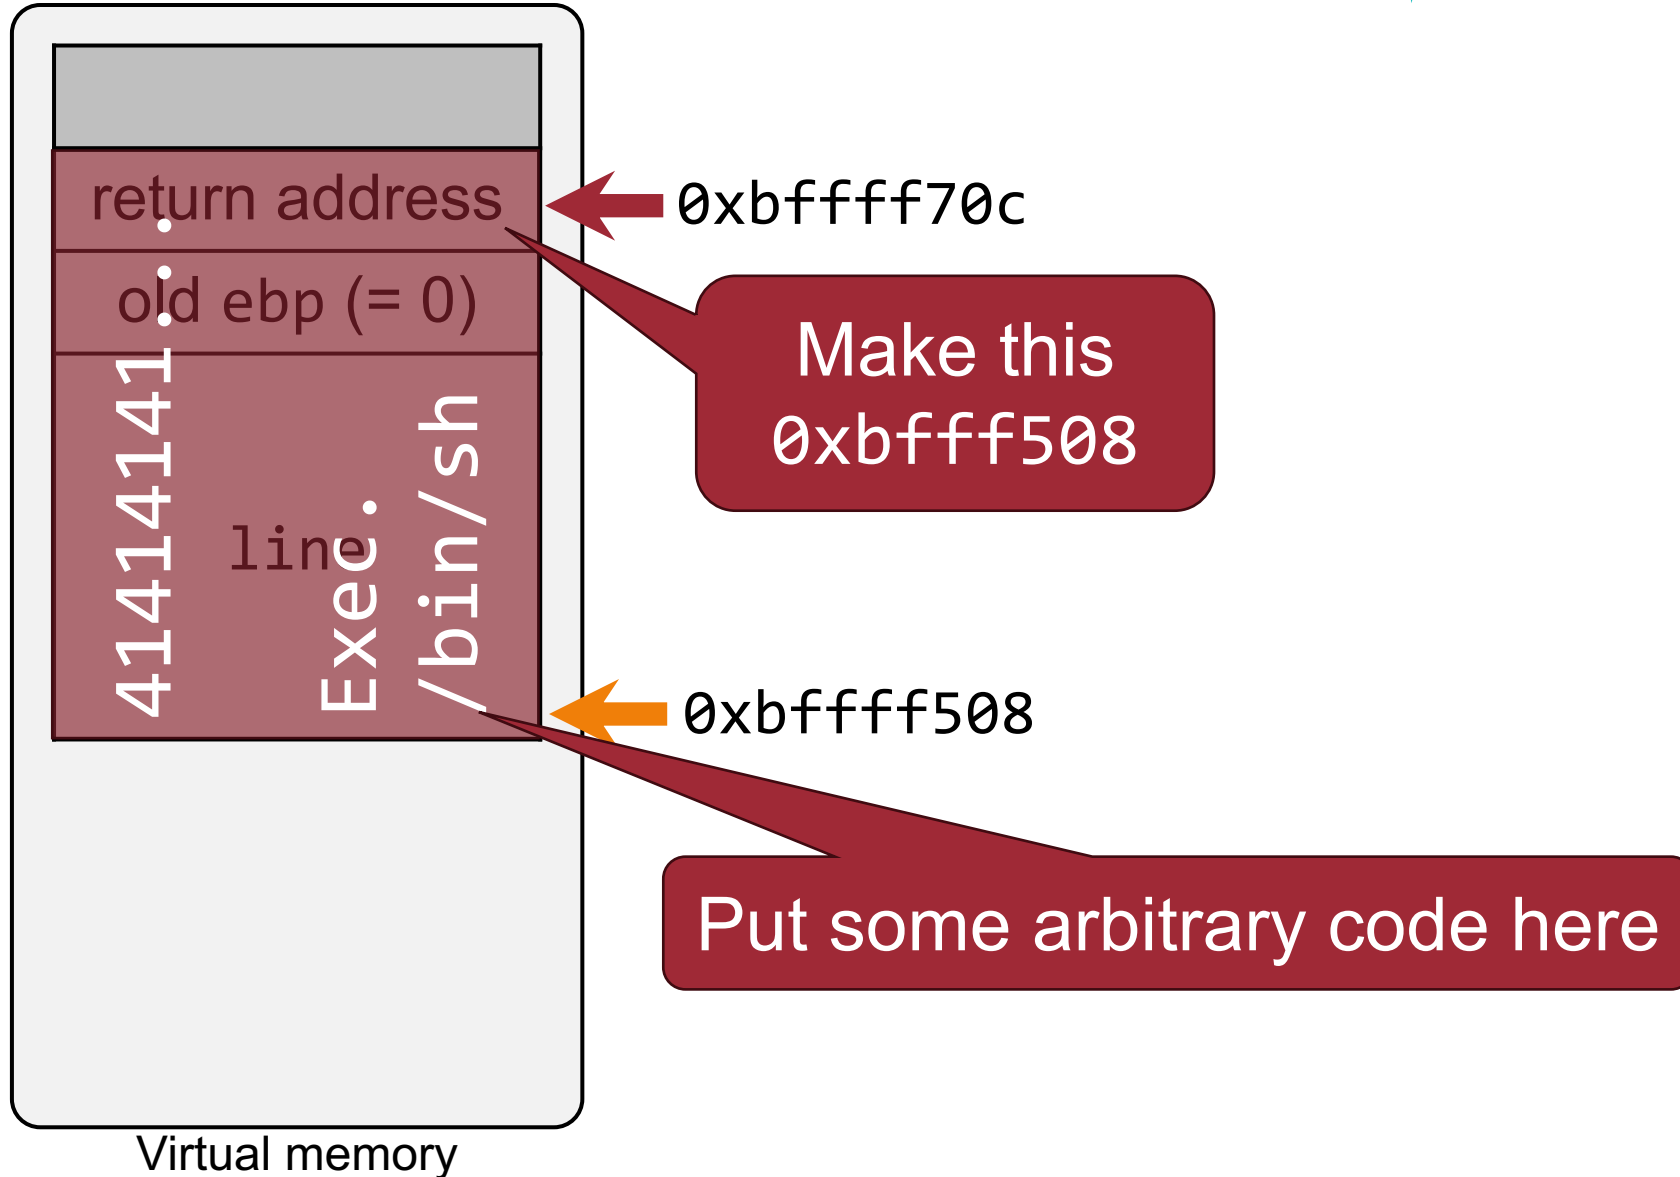 return address
0xbffff70c
old ebp (= 0)
Make this
0xbfff508
41414141...
line
Exec.
/bin/sh
0xbffff508
Put some arbitrary code here
Virtual memory